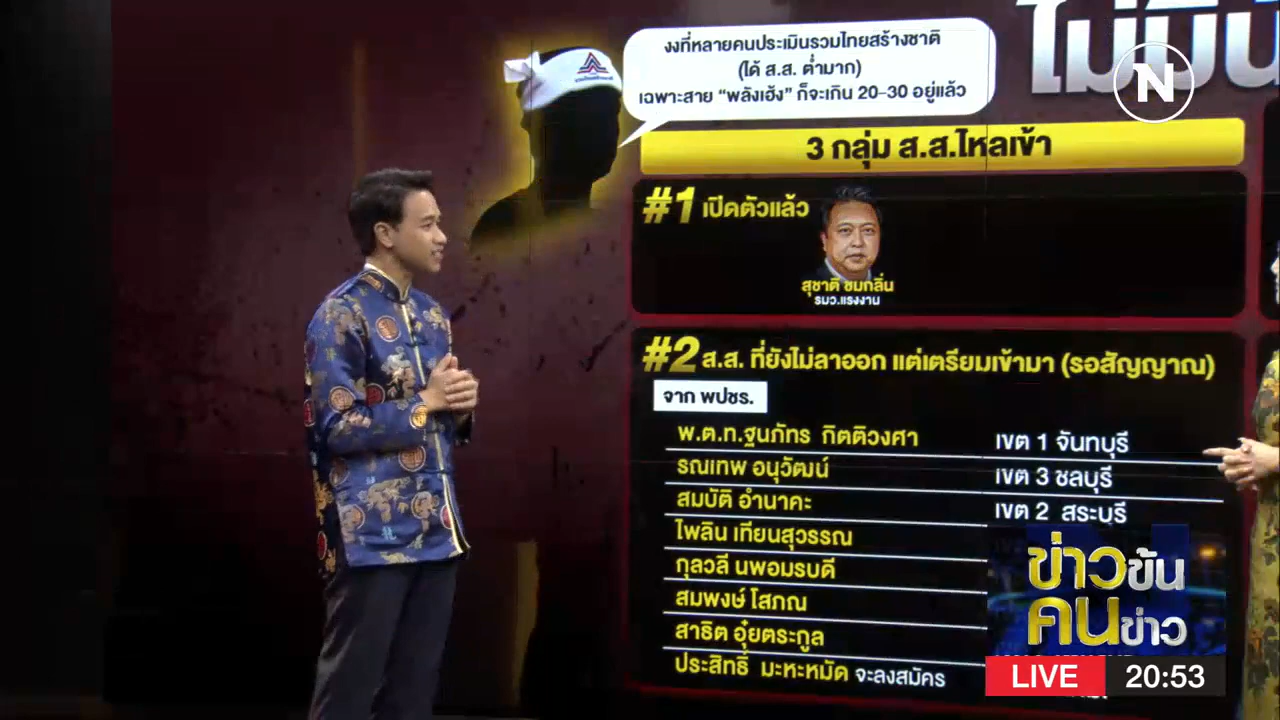 งงที่หลายคนประเมินรวมไทยสร้างชาติ
(ได้ ส.ส. ต่ำมาก)
เฉพาะสาย “พลังเฮ้ง” ก็จะเกิน 20-30 อยู่แล้ว
N
3 กลุ่ม ส.ส.ไหลเข้า
#1 เปิดตัวแล้ว
สุชาติ ชมกลิ่น
รมว.แรงงาน
#2 ส.ส. ที่ยังไม่ลาออก แต่เตรียมเข้ามา (รอสัญญาณ)
จาก พปชร.
พ.ต.ท.ฐนภัทร กิตติวงศา เขต 1 จันทบุรี
รณเทพ อนุวัฒน์ เขต 3 ชลบุรี
สมบัติ อำนาคะ เขต 2 สระบุรี
ไพลิน เทียนสุวรรณ
กุลวลี นพอมรบดี
สมพงษ์ โสภณ
สาธิต อุ๋ยตระกูล
ประสิทธิ์ มะหะหมัด จะลงสมัคร
ข่าวข้น
คนข่าว
LIVE 20:53